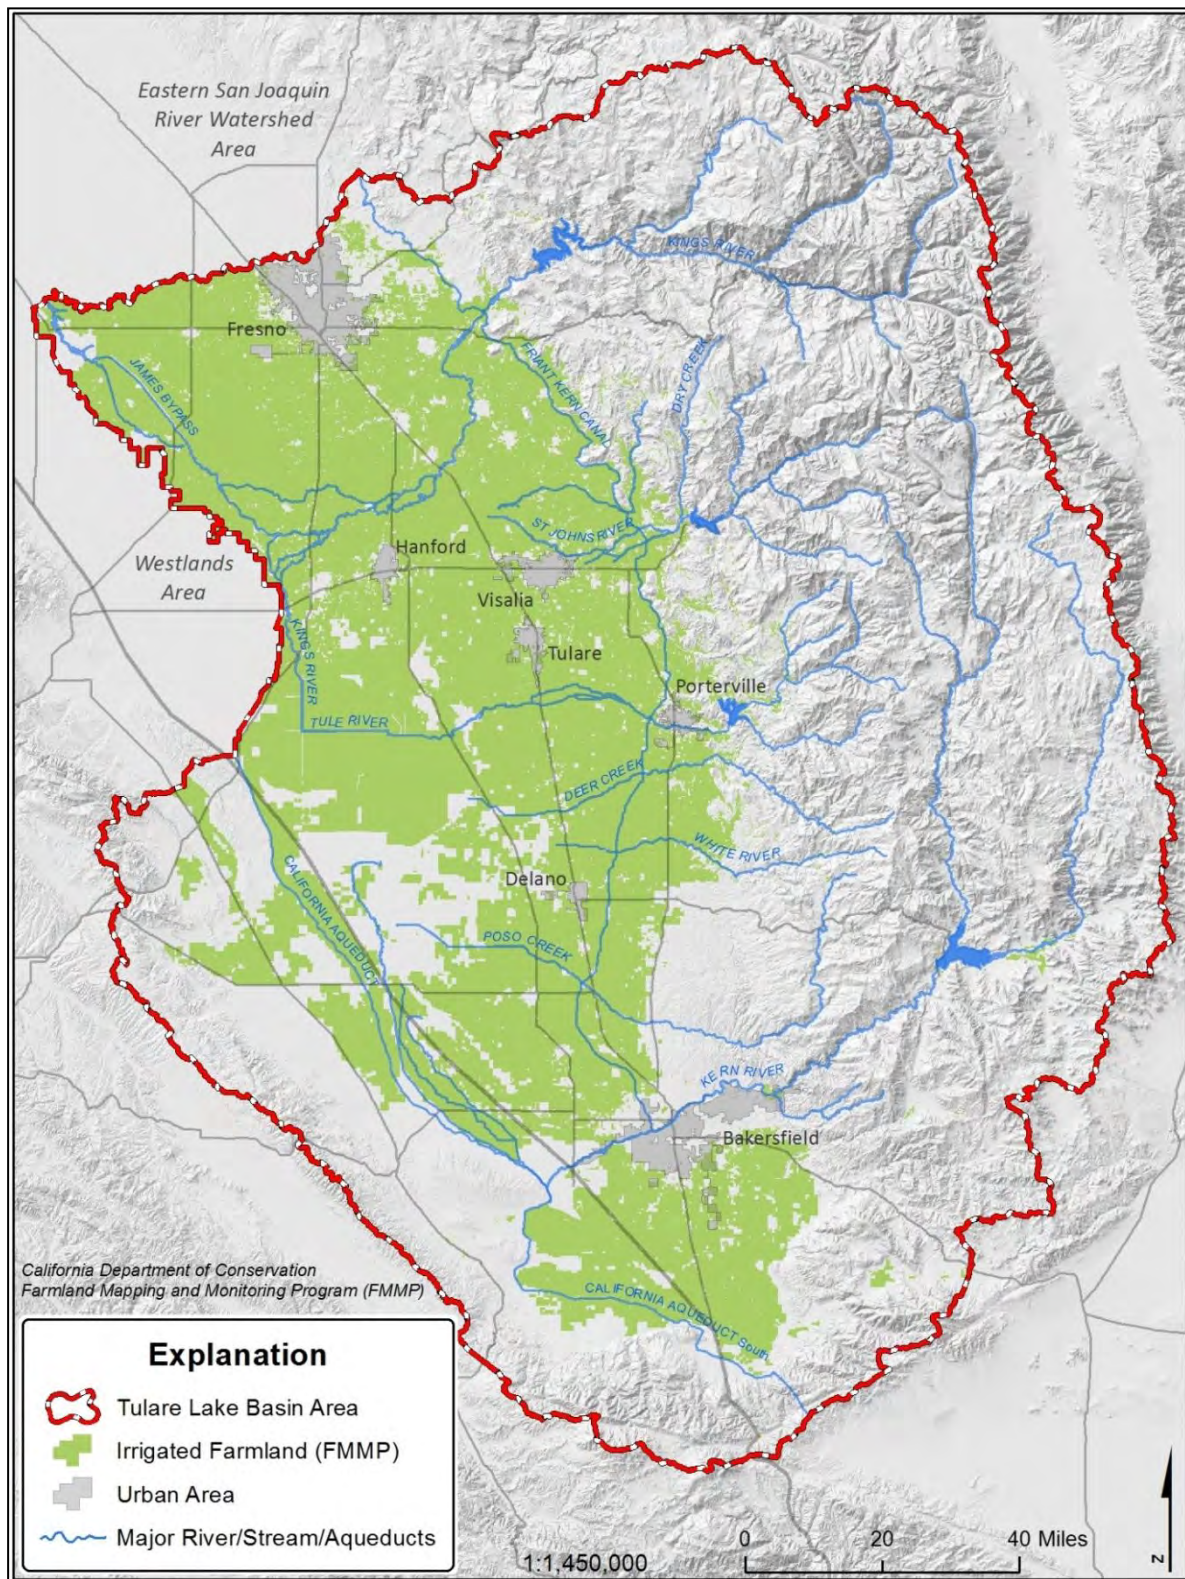 Eastern San Joaquin
River Watershed
Area
KINGS RIVER
Fresno
JAMES BYPASS
FRIANT KERN CANAL
DRY CREEK
ST JOHNS RIVER
Hanford
Westlands
Area
Visalia
KINGS RIVER
Tulare
Porterville
TULE RIVER
DEER CREEK
WHITE RIVER
CALIFORNIA AQUEDUCT
Delano
POSO CREEK
KERN RIVER
Bakersfield
California Department of Conservation
Farmland Mapping and Monitoring Program (FMMP)
CALIFORNIA AQUEDUCT South
Explanation
Tulare Lake Basin Area
Irrigated Farmland (FMMP)
Urban Area
Major River/Stream/Aqueducts
0 20 40 Miles
1:1,450,000
N